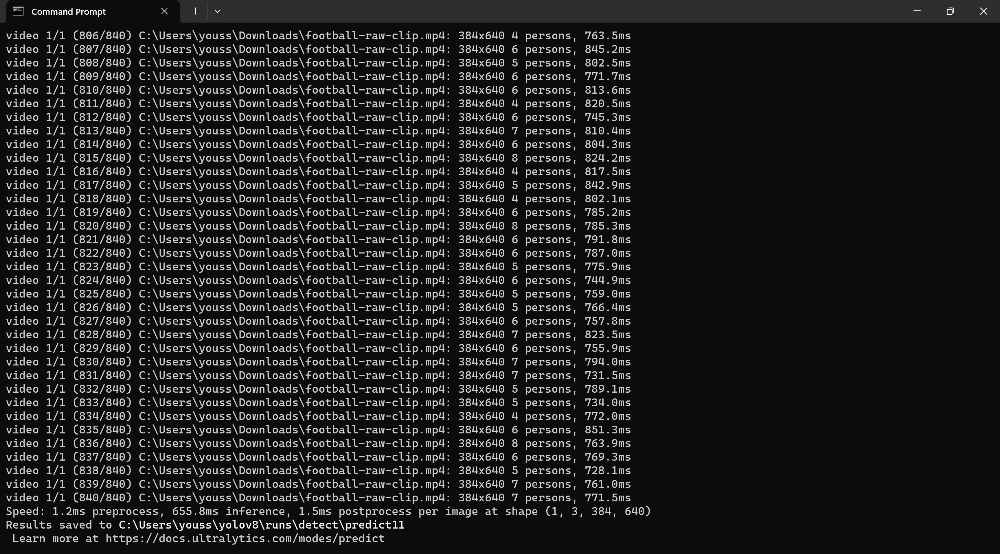 Command Prompt
video 1/1 (806/840) C:\Users\youss\Downloads\football-raw-clip.mp4: 384x640 4 persons, 763.5ms
video 1/1 (807/840) C:\Users\youss\Downloads\football-raw-clip.mp4: 384x640 6 persons, 845.2ms
video 1/1 (808/840) C:\Users\youss\Downloads\football-raw-clip.mp4: 384x640 5 persons, 802.5ms
video 1/1 (809/840) C:\Users\youss\Downloads\football-raw-clip.mp4: 384x640 6 persons, 771.7ms
video 1/1 (810/840) C:\Users\youss\Downloads\football-raw-clip.mp4: 384x640 6 persons, 813.6ms
video 1/1 (811/840) C:\Users\youss\Downloads\football-raw-clip.mp4: 384x640 4 persons, 820.5ms
video 1/1 (812/840) C:\Users\youss\Downloads\football-raw-clip.mp4: 384x640 6 persons, 745.3ms
video 1/1 (813/840) C:\Users\youss\Downloads\football-raw-clip.mp4: 384x640 7 persons, 810.4ms
video 1/1 (814/840) C:\Users\youss\Downloads\football-raw-clip.mp4: 384x640 6 persons, 804.3ms
video 1/1 (815/840) C:\Users\youss\Downloads\football-raw-clip.mp4: 384x640 8 persons, 824.2ms
video 1/1 (816/840) C:\Users\youss\Downloads\football-raw-clip.mp4: 384x640 4 persons, 817.5ms
video 1/1 (817/840) C:\Users\youss\Downloads\football-raw-clip.mp4: 384x640 5 persons, 842.9ms
video 1/1 (818/840) C:\Users\youss\Downloads\football-raw-clip.mp4: 384x640 4 persons, 802.1ms
video 1/1 (819/840) C:\Users\youss\Downloads\football-raw-clip.mp4: 384x640 6 persons, 785.2ms
video 1/1 (820/840) C:\Users\youss\Downloads\football-raw-clip.mp4: 384x640 8 persons, 785.3ms
video 1/1 (821/840) C:\Users\youss\Downloads\football-raw-clip.mp4: 384x640 6 persons, 791.8ms
video 1/1 (822/840) C:\Users\youss\Downloads\football-raw-clip.mp4: 384x640 6 persons, 787.0ms
video 1/1 (823/840) C:\Users\youss\Downloads\football-raw-clip.mp4: 384x640 5 persons, 775.9ms
video 1/1 (824/840) C:\Users\youss\Downloads\football-raw-clip.mp4: 384x640 6 persons, 744.9ms
video 1/1 (825/840) C:\Users\youss\Downloads\football-raw-clip.mp4: 384x640 5 persons, 759.0ms
video 1/1 (826/840) C:\Users\youss\Downloads\football-raw-clip.mp4: 384x640 5 persons, 766.4ms
video 1/1 (827/840) C:\Users\youss\Downloads\football-raw-clip.mp4: 384x640 6 persons, 757.8ms
video 1/1 (828/840) C:\Users\youss\Downloads\football-raw-clip.mp4: 384x640 7 persons, 823.5ms
video 1/1 (829/840) C:\Users\youss\Downloads\football-raw-clip.mp4: 384x640 6 persons, 755.9ms
video 1/1 (830/840) C:\Users\youss\Downloads\football-raw-clip.mp4: 384x640 7 persons, 794.0ms
video 1/1 (831/840) C:\Users\youss\Downloads\football-raw-clip.mp4: 384x640 7 persons, 731.5ms
video 1/1 (832/840) C:\Users\youss\Downloads\football-raw-clip.mp4: 384x640 5 persons, 789.1ms
video 1/1 (833/840) C:\Users\youss\Downloads\football-raw-clip.mp4: 384x640 5 persons, 734.0ms
video 1/1 (834/840) C:\Users\youss\Downloads\football-raw-clip.mp4: 384x640 4 persons, 772.0ms
video 1/1 (835/840) C:\Users\youss\Downloads\football-raw-clip.mp4: 384x640 6 persons, 851.3ms
video 1/1 (836/840) C:\Users\youss\Downloads\football-raw-clip.mp4: 384x640 8 persons, 763.9ms
video 1/1 (837/840) C:\Users\youss\Downloads\football-raw-clip.mp4: 384x640 6 persons, 769.3ms
video 1/1 (838/840) C:\Users\youss\Downloads\football-raw-clip.mp4: 384x640 5 persons, 728.1ms
video 1/1 (839/840) C:\Users\youss\Downloads\football-raw-clip.mp4: 384x640 7 persons, 761.0ms
video 1/1 (840/840) C:\Users\youss\Downloads\football-raw-clip.mp4: 384x640 7 persons, 771.5ms
Speed: 1.2ms preprocess, 655.8ms inference, 1.5ms postprocess per image at shape (1, 3, 384, 640)
Results saved to C:\Users\youss\yolov8\runs\detect\predict11
Learn more at https://docs.ultralytics.com/modes/predict